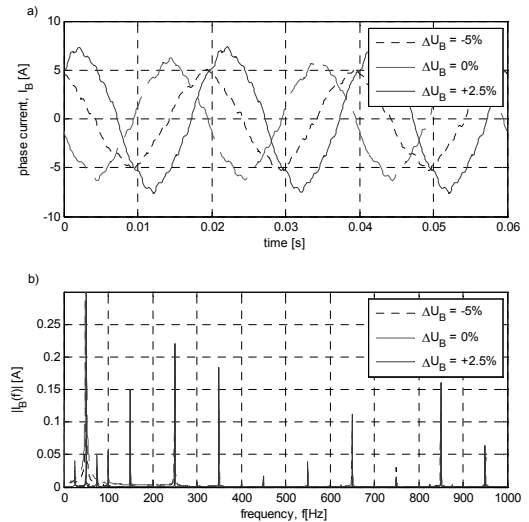 a)
10
5
0
-5
-10
phase current, I_B [A]
ΔU_B = -5%
ΔU_B = 0%
ΔU_B = +2.5%
0 0.01 0.02 0.03 0.04 0.05 0.06
time [s]
b)
0.25
0.2
0.15
0.1
0.05
0
|I_B(f)| [A]
ΔU_B = -5%
ΔU_B = 0%
ΔU_B = +2.5%
0 100 200 300 400 500 600 700 800 900 1000
frequency, f[Hz]